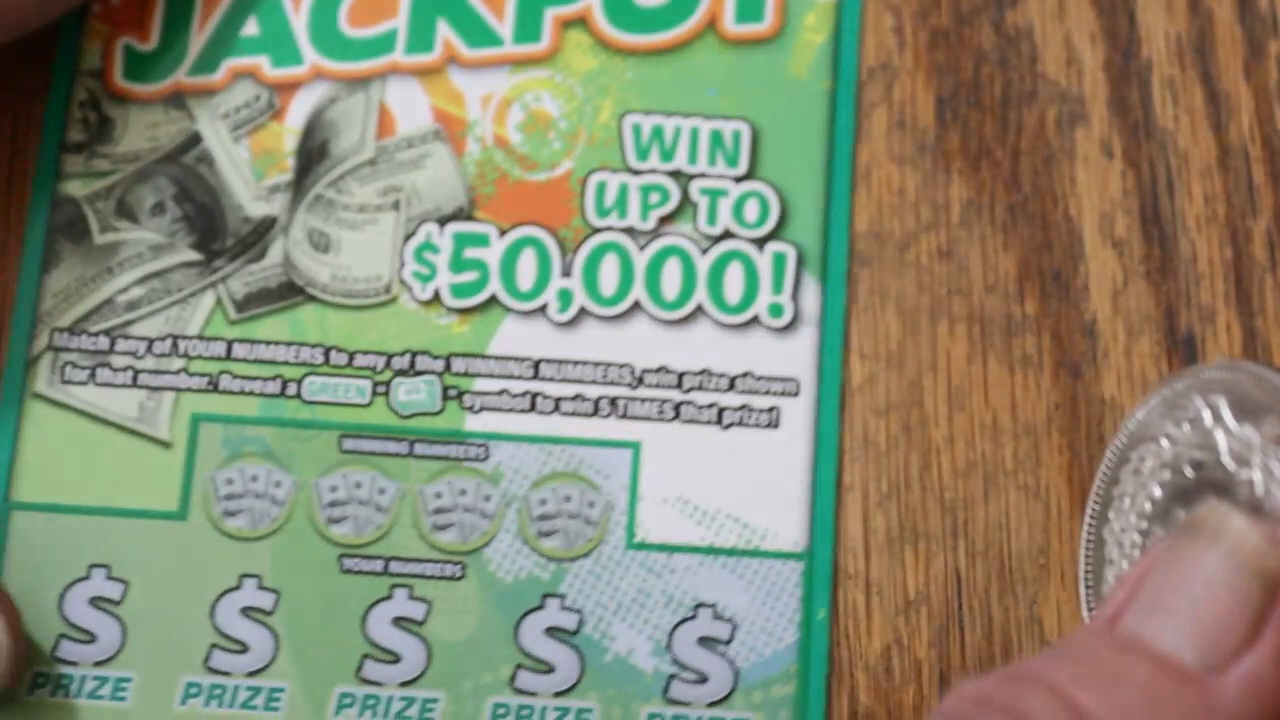 JACKPOT
WIN
UP TO
$50,000!
Match any of YOUR NUMBERS to any of the WINNING NUMBERS, win prize shown
for that number. Reveal a GREEN " " symbol to win 5 TIMES that prize!
WINNING NUMBERS
YOUR NUMBERS
$ $ $ $ $
PRIZE PRIZE PRIZE PRIZE PRIZE